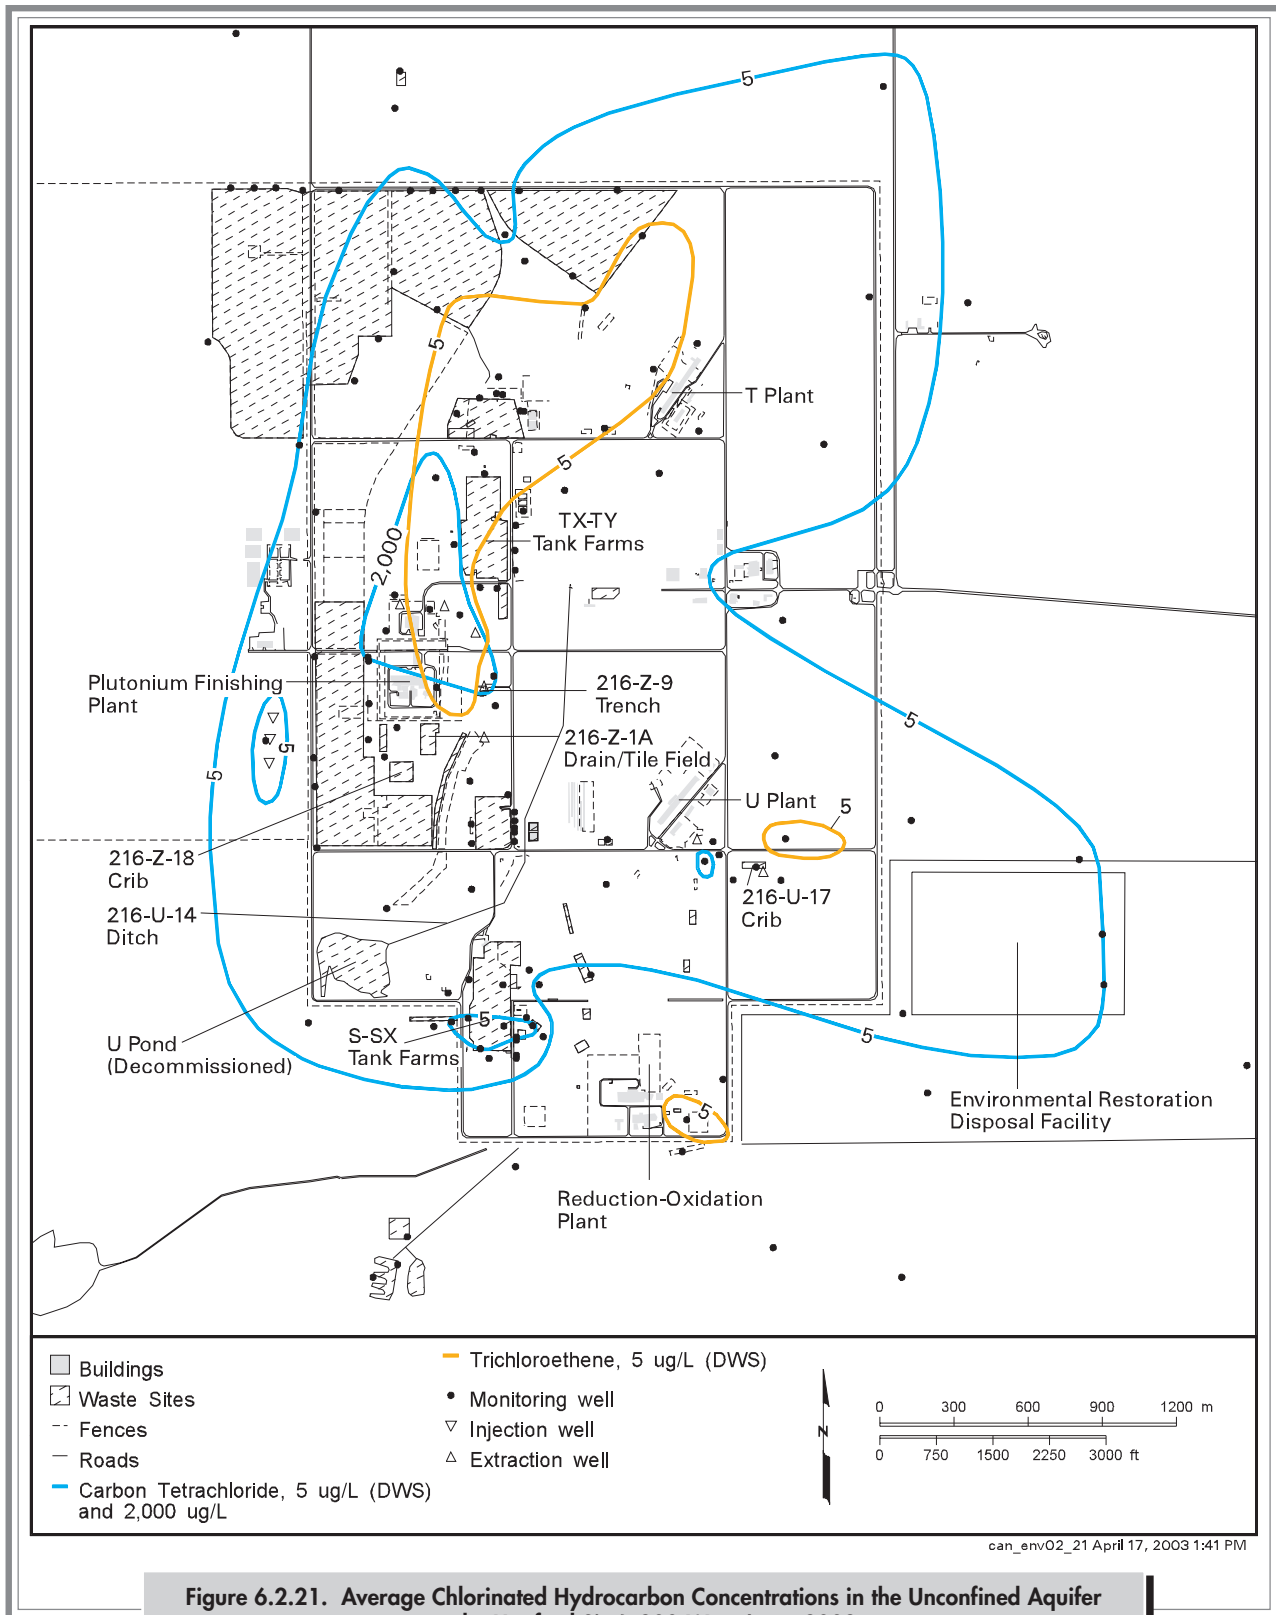 5
5
T Plant
5
TX-TY
Tank Farms
2,000
Plutonium Finishing
Plant
216-Z-9
Trench
5
5
5
216-Z-1A
Drain/Tile Field
U Plant
5
216-Z-18
Crib
216-U-14
Ditch
216-U-17
Crib
5
S-SX
Tank Farms
5
U Pond
(Decommissioned)
5
Environmental Restoration
Disposal Facility
Reduction-Oxidation
Plant
Buildings
Waste Sites
Fences
Roads
Carbon Tetrachloride, 5 ug/L (DWS)
and 2,000 ug/L
Trichloroethene, 5 ug/L (DWS)
Monitoring well
Injection well
Extraction well
N
0 300 600 900 1200 m
0 750 1500 2250 3000 ft
can_env02_21 April 17, 2003 1:41 PM
Figure 6.2.21. Average Chlorinated Hydrocarbon Concentrations in the Unconfined Aquifer